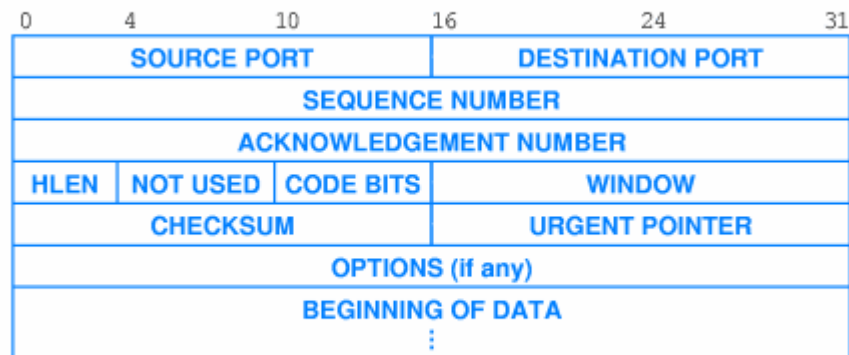 0 4 10 16 24 31
SOURCE PORT DESTINATION PORT
SEQUENCE NUMBER
ACKNOWLEDGEMENT NUMBER
HLEN NOT USED CODE BITS WINDOW
CHECKSUM URGENT POINTER
OPTIONS (if any)
BEGINNING OF DATA
⋮